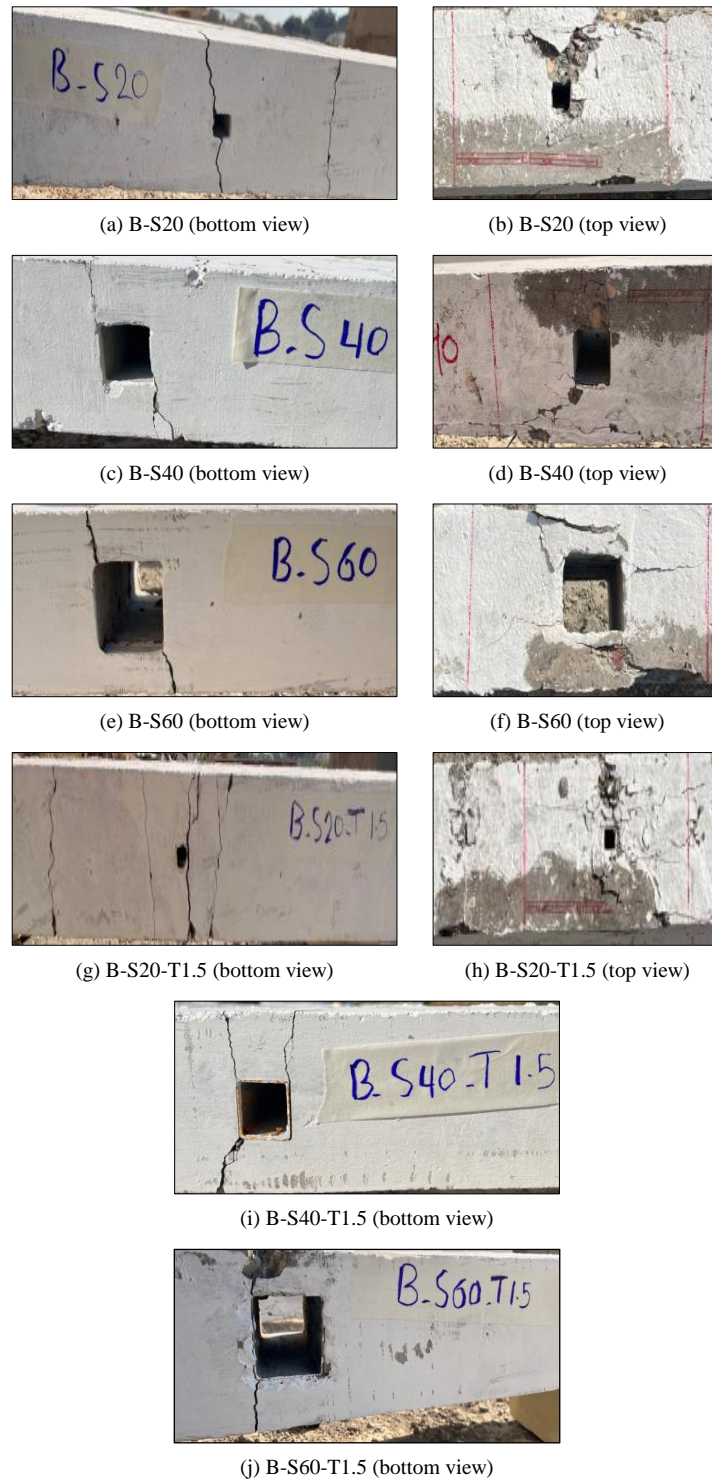 B-S20
(a) B-S20 (bottom view)
(b) B-S20 (top view)
B.S 40
(c) B-S40 (bottom view)
(d) B-S40 (top view)
B.S60
(e) B-S60 (bottom view)
(f) B-S60 (top view)
B.S20-T1.5
(g) B-S20-T1.5 (bottom view)
(h) B-S20-T1.5 (top view)
B-S40-T1.5
(i) B-S40-T1.5 (bottom view)
B-S60-T1.5
(j) B-S60-T1.5 (bottom view)